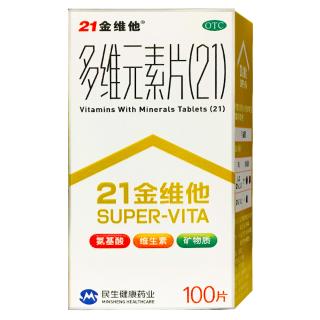 21金维他®
OTC
多维元素片(21)
Vitamins With Minerals Tablets (21)
21金维他
SUPER-VITA
氨基酸 维生素 矿物质
民生健康药业
MINSHENG HEALTHCARE
100片